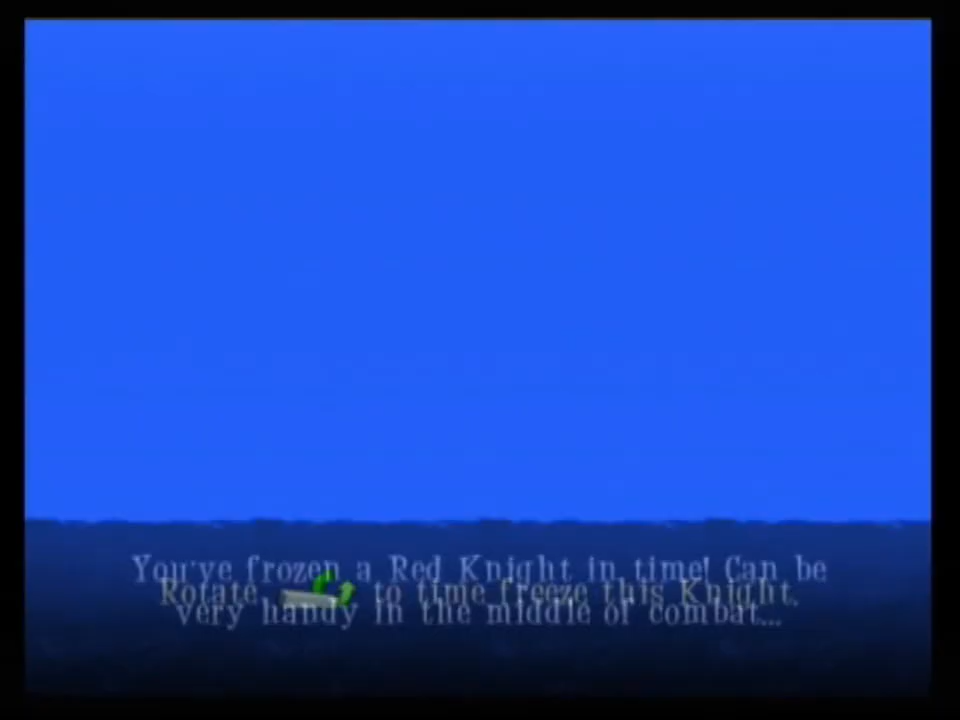 You've frozen a Red Knight in time! Can be
Rotate to time freeze this Knight.
very handy in the middle of combat...